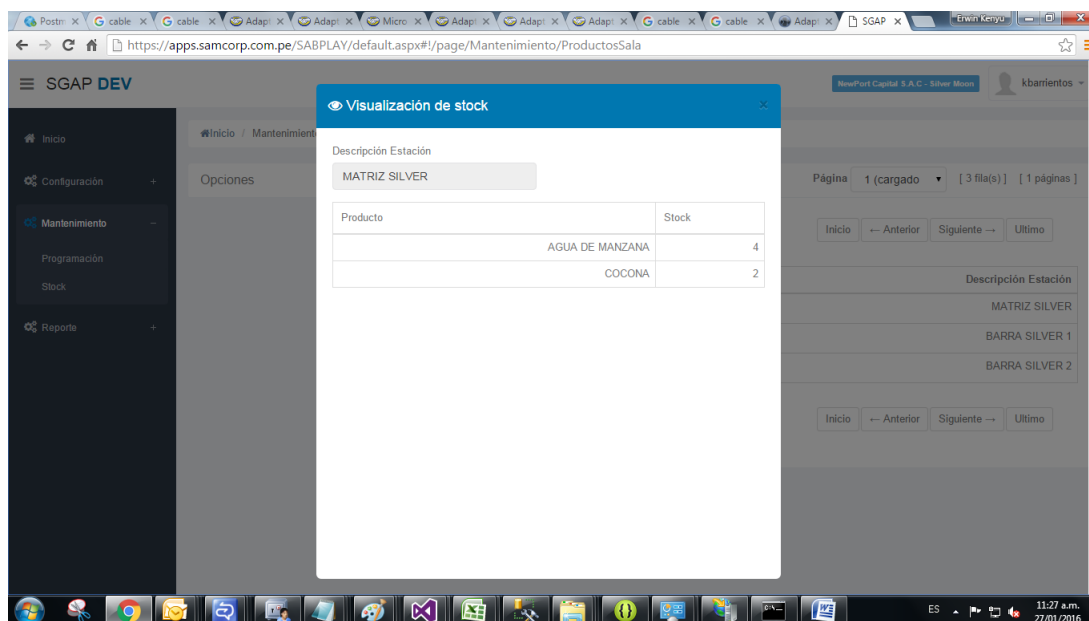 Postm
cable
cable
Adapt
Adapt
Micro
Adapt
Adapt
Adapt
cable
cable
Adapt
SGAP
Erwin Kenyu
https://apps.samcorp.com.pe/SABPLAY/default.aspx#!/page/Mantenimiento/ProductosSala
SGAP DEV
NewPort Capital S.A.C - Silver Moon
kbarrientos
Inicio
Configuración +
Mantenimiento −
Programación
Stock
Reporte +
Inicio / Mantenimient
Opciones
Página 1 (cargado [ 3 fila(s) ] [ 1 páginas ]
Inicio ← Anterior Siguiente → Ultimo
Descripción Estación
MATRIZ SILVER
BARRA SILVER 1
BARRA SILVER 2
Inicio ← Anterior Siguiente → Ultimo
Visualización de stock ×
Descripción Estación
MATRIZ SILVER
Producto Stock
AGUA DE MANZANA 4
COCONA 2
ES
11:27 a.m.
27/01/2016